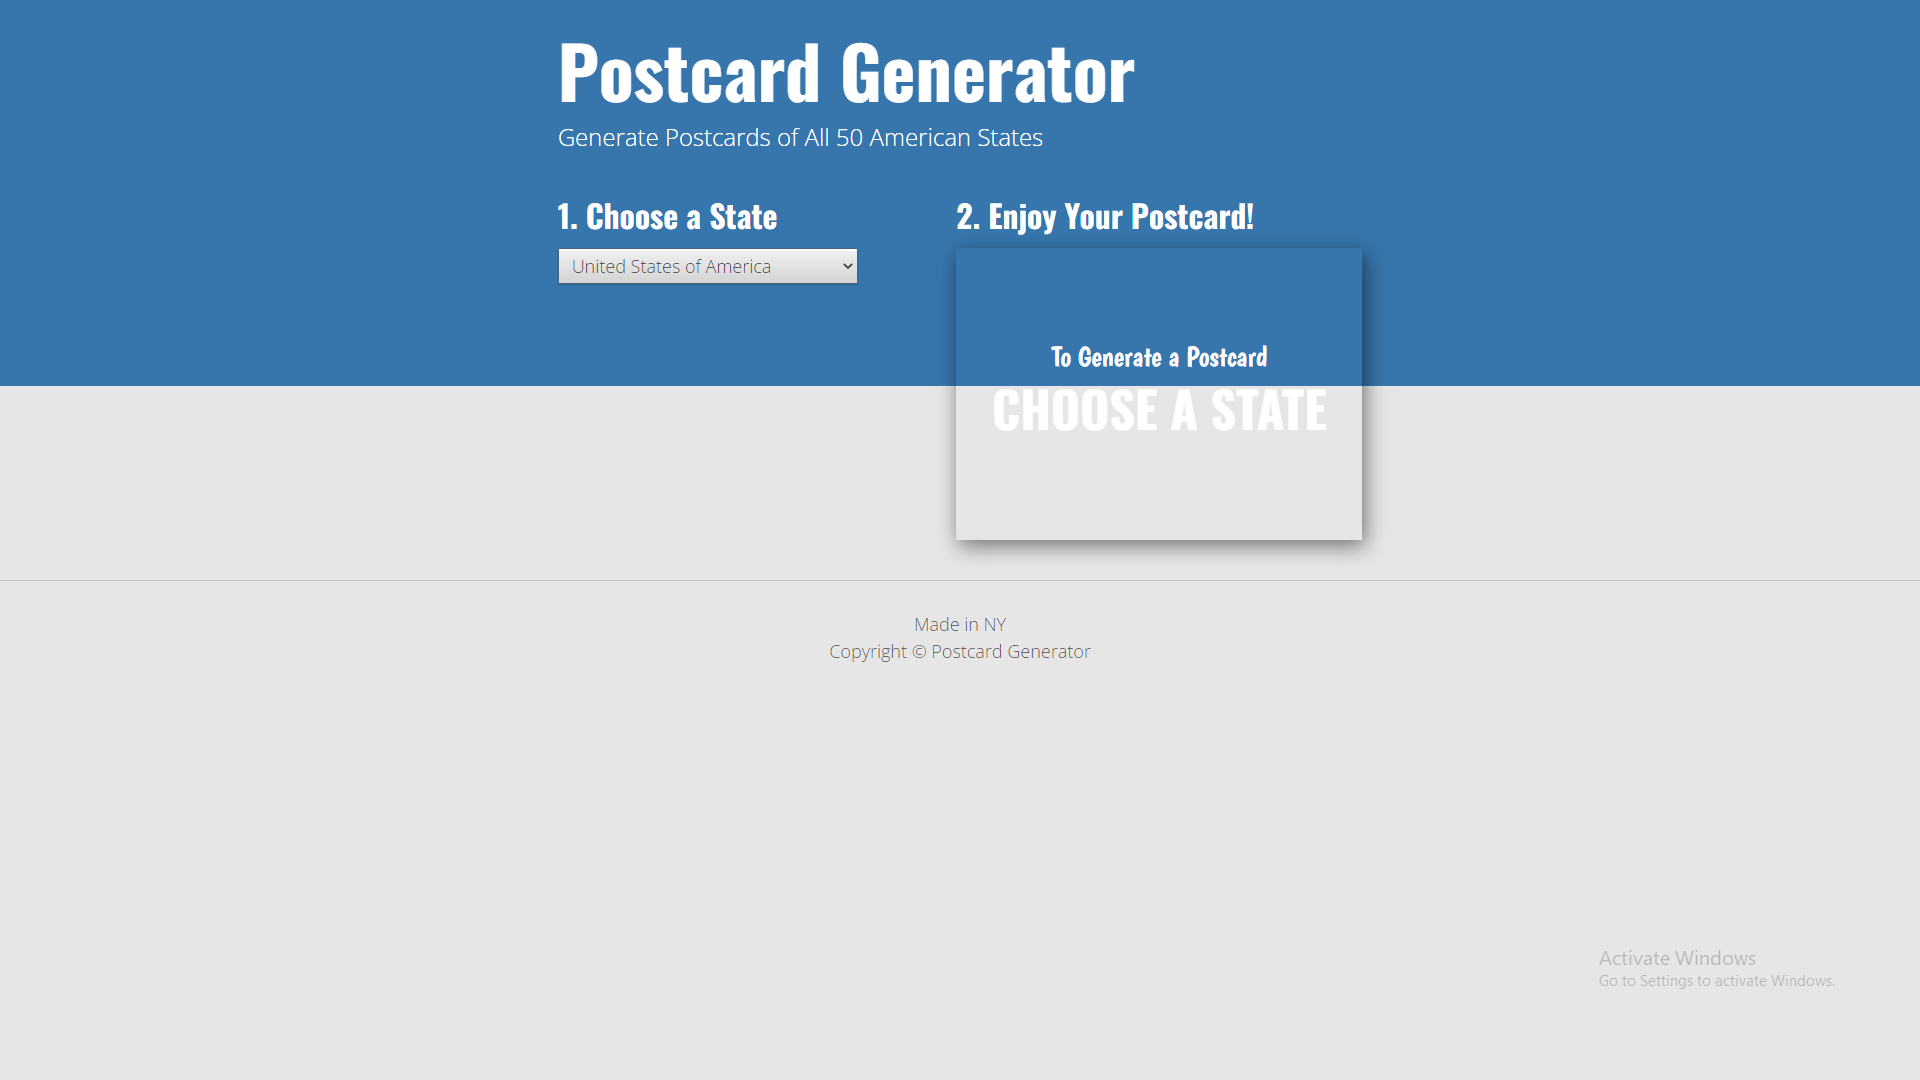 Postcard Generator
Generate Postcards of All 50 American States
1. Choose a State
United States of America
2. Enjoy Your Postcard!
To Generate a Postcard
CHOOSE A STATE
Made in NY
Copyright © Postcard Generator
Activate Windows
Go to Settings to activate Windows.